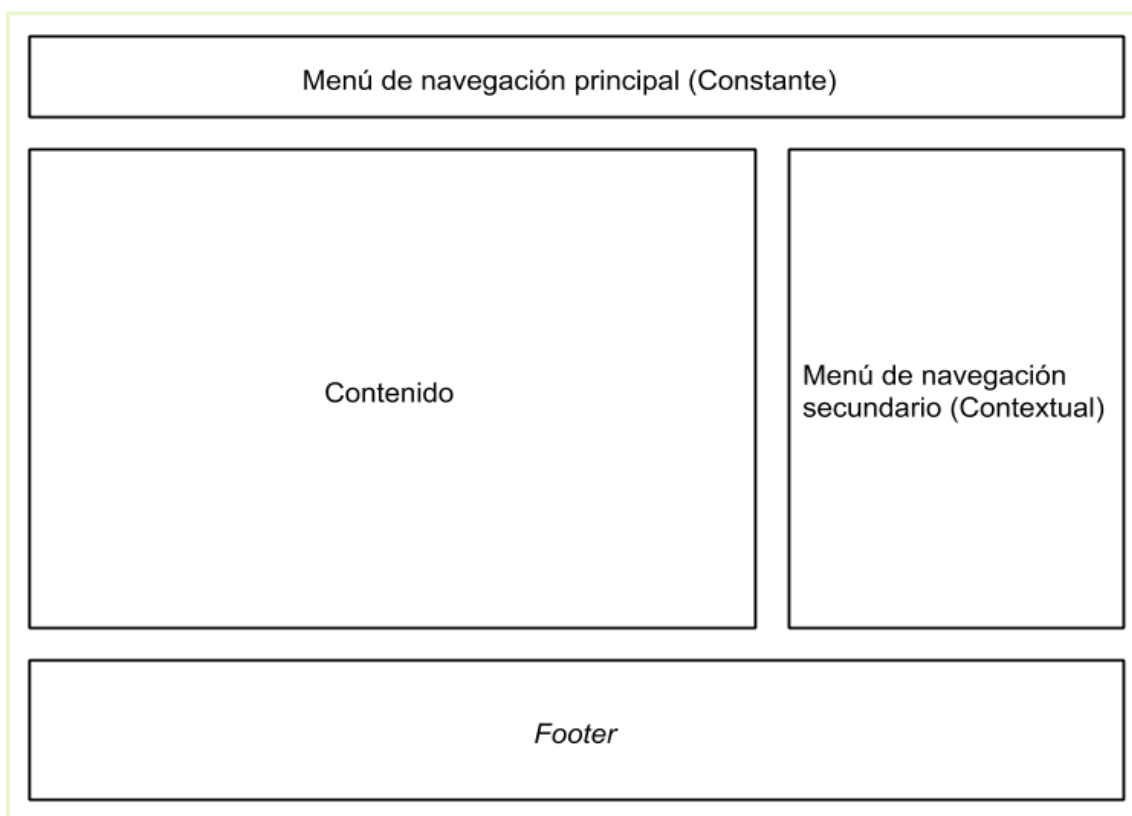 Menú de navegación principal (Constante)
Contenido
Menú de navegación
secundario (Contextual)
Footer